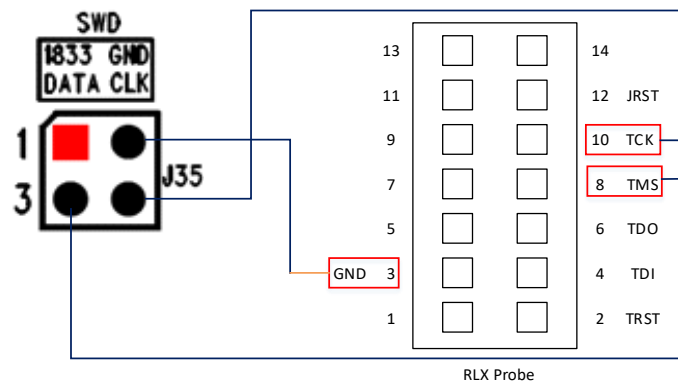 SWD
1833 GND
DATA CLK
1
3
J35
13 14
11 12 JRST
9 10 TCK
7 8 TMS
5 6 TDO
GND 3 4 TDI
1 2 TRST
RLX Probe